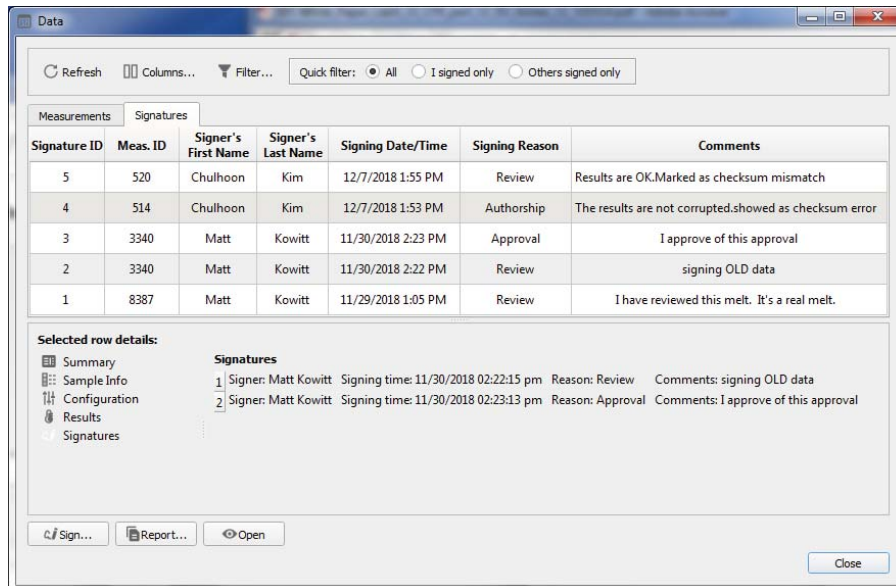 Data
Refresh Columns... Filter... Quick filter: All I signed only Others signed only
Measurements Signatures
Signature ID Meas. ID Signer's First Name Signer's Last Name Signing Date/Time Signing Reason Comments
5 520 Chulhoon Kim 12/7/2018 1:55 PM Review Results are OK.Marked as checksum mismatch
4 514 Chulhoon Kim 12/7/2018 1:53 PM Authorship The results are not corrupted.showed as checksum error
3 3340 Matt Kowitt 11/30/2018 2:23 PM Approval I approve of this approval
2 3340 Matt Kowitt 11/30/2018 2:22 PM Review signing OLD data
1 8387 Matt Kowitt 11/29/2018 1:05 PM Review I have reviewed this melt. It's a real melt.
Selected row details:
Summary
Sample Info
Configuration
Results
Signatures
Signatures
1 Signer: Matt Kowitt Signing time: 11/30/2018 02:22:15 pm Reason: Review Comments: signing OLD data
2 Signer: Matt Kowitt Signing time: 11/30/2018 02:23:13 pm Reason: Approval Comments: I approve of this approval
Sign... Report... Open
Close